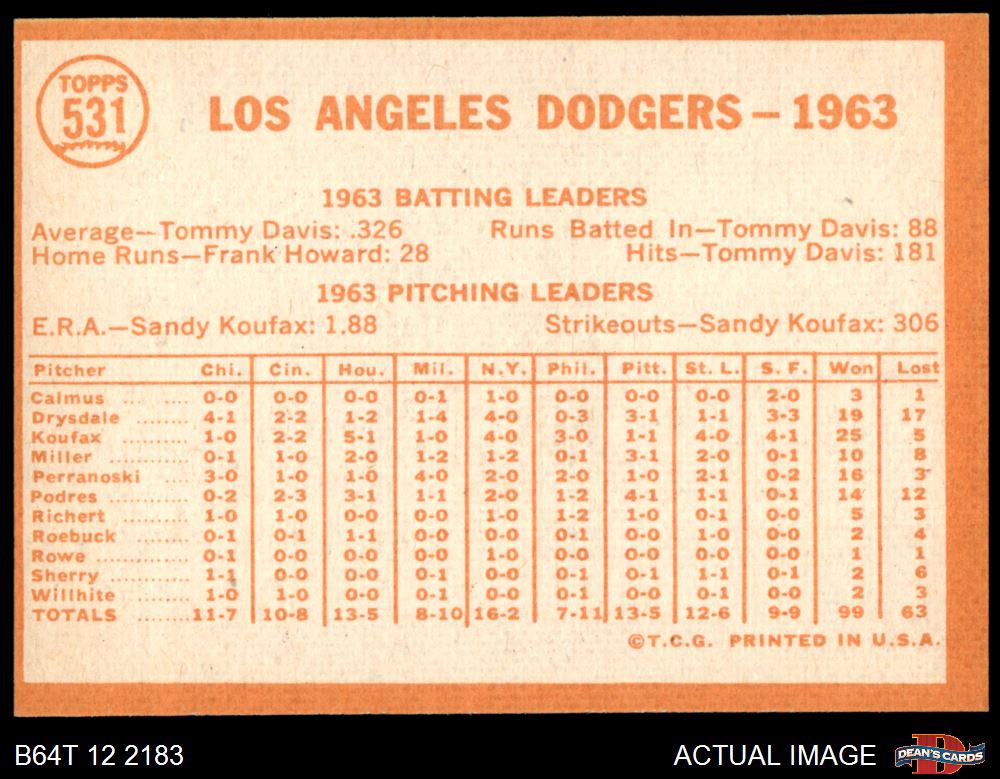 TOPPS
531
LOS ANGELES DODGERS — 1963
1963 BATTING LEADERS
Average—Tommy Davis: .326 Runs Batted In—Tommy Davis: 88
Home Runs—Frank Howard: 28 Hits—Tommy Davis: 181
1963 PITCHING LEADERS
E.R.A.—Sandy Koufax: 1.88 Strikeouts—Sandy Koufax: 306
Pitcher Chi. Cin. Hou. Mil. N.Y. Phil. Pitt. St. L. S. F. Won Lost
Calmus ... .... 0-0 0-0 0-0 0-1 1-0 0-0 0-0 0-0 2-0 3 1
Drysdale ........ 4-1 2-2 1-2 1-4 4-0 0-3 3-1 1-1 3-3 19 17
Koufax .......... 1-0 2-2 5-1 1-0 4-0 3-0 1-1 4-0 4-1 25 5
Miller ............ 0-1 1-0 2-0 1-2 1-2 0-1 3-1 2-0 0-1 10 8
Perranoski .... 3-0 1-0 1-0 4-0 2-0 2-0 1-0 2-1 0-2 16 3
Podres .......... 0-2 2-3 3-1 1-1 2-0 1-2 4-1 1-1 0-1 14 12
Richert .......... 1-0 1-0 0-0 0-0 1-0 1-2 1-0 0-1 0-0 5 3
Roebuck ........ 0-1 0-1 1-1 0-0 0-0 0-1 0-0 1-0 0-0 2 4
Rowe ............ 0-1 0-0 0-0 0-0 1-0 0-0 0-0 0-0 0-0 1 1
Sherry .......... 1-1 0-0 0-0 0-1 0-0 0-1 0-1 1-1 0-1 2 6
Willhite ........ 1-0 1-0 0-0 0-1 0-0 0-1 0-1 0-0 0-0 2 3
TOTALS ........ 11-7 10-8 13-5 8-10 16-2 7-11 13-5 12-6 9-9 99 63
©T.C.G. PRINTED IN U.S.A.
B64T 12 2183 ACTUAL IMAGE D DEAN'S CARDS